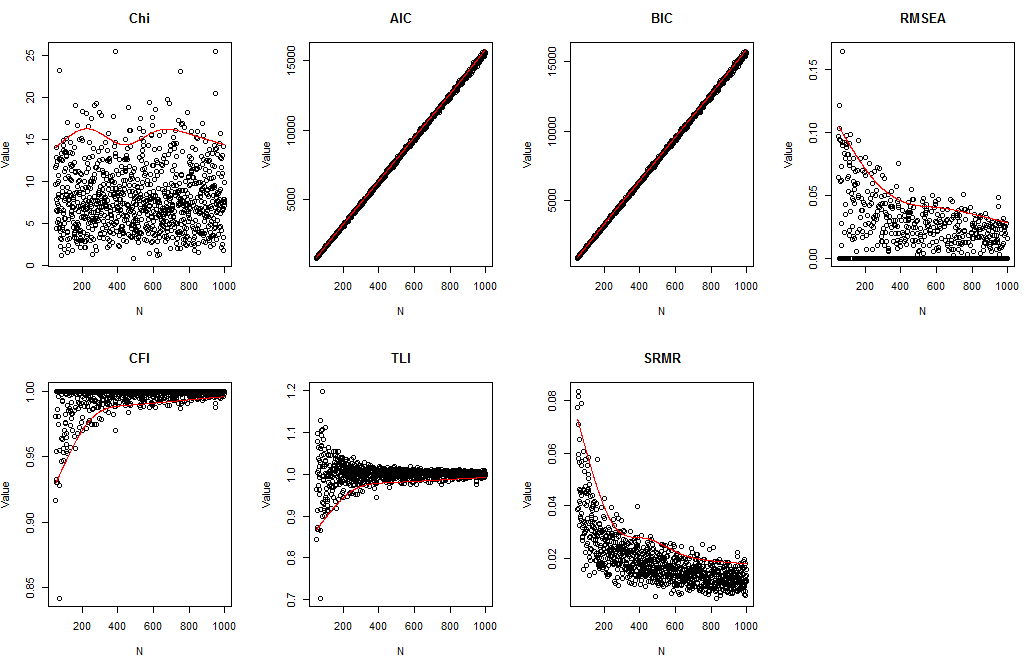 Chi
AIC
BIC
RMSEA
Value
0 5 10 15 20 25
Value
5000 10000 15000
Value
5000 10000 15000
Value
0.00 0.05 0.10 0.15
200 400 600 800 1000
200 400 600 800 1000
200 400 600 800 1000
200 400 600 800 1000
N
N
N
N
CFI
TLI
SRMR
Value
0.85 0.90 0.95 1.00
Value
0.7 0.8 0.9 1.0 1.1 1.2
Value
0.02 0.04 0.06 0.08
200 400 600 800 1000
200 400 600 800 1000
200 400 600 800 1000
N
N
N